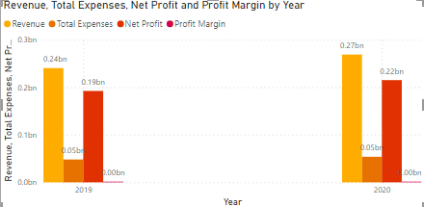 Revenue, Total Expenses, Net Profit and Profit Margin by Year
Revenue Total Expenses Net Profit Profit Margin
Revenue, Total Expenses, Net Pr...
0.3bn
0.2bn
0.1bn
0.0bn
0.24bn
0.05bn
0.19bn
0.00bn
0.27bn
0.05bn
0.22bn
0.00bn
2019
2020
Year